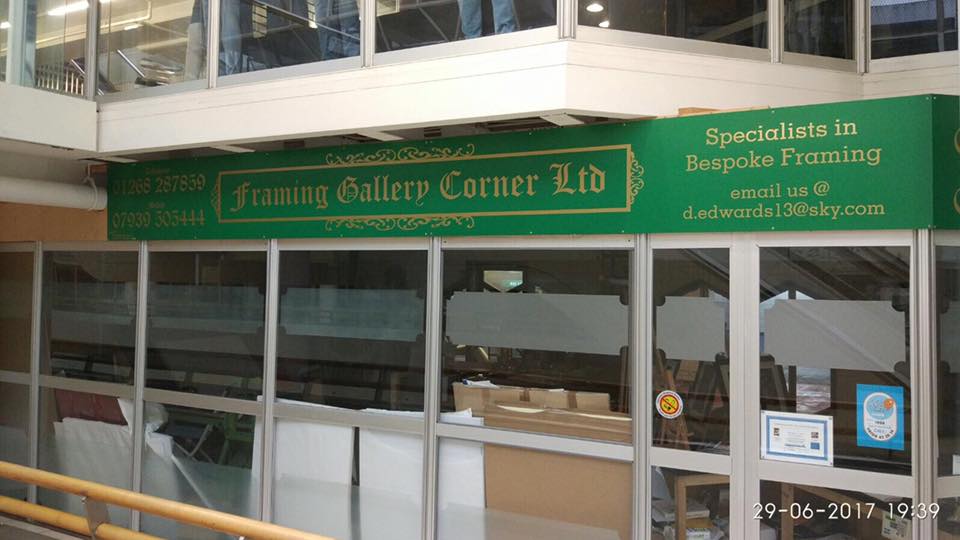 01268 287859
07939 505444
Framing Gallery Corner Ltd
Specialists in
Bespoke Framing
email us @
d.edwards13@sky.com
29-06-2017 19:39